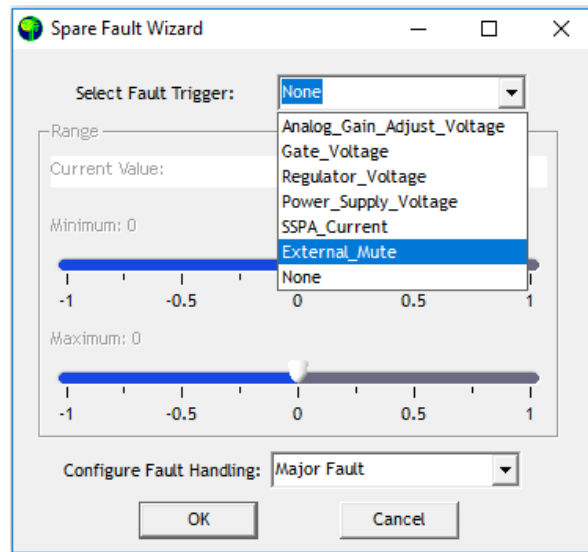 Spare Fault Wizard
Select Fault Trigger: None
Analog_Gain_Adjust_Voltage
Gate_Voltage
Regulator_Voltage
Power_Supply_Voltage
SSPA_Current
External_Mute
None
Range
Current Value:
Minimum: 0
-1 -0.5 0 0.5 1
Maximum: 0
-1 -0.5 0 0.5 1
Configure Fault Handling: Major Fault
OK Cancel